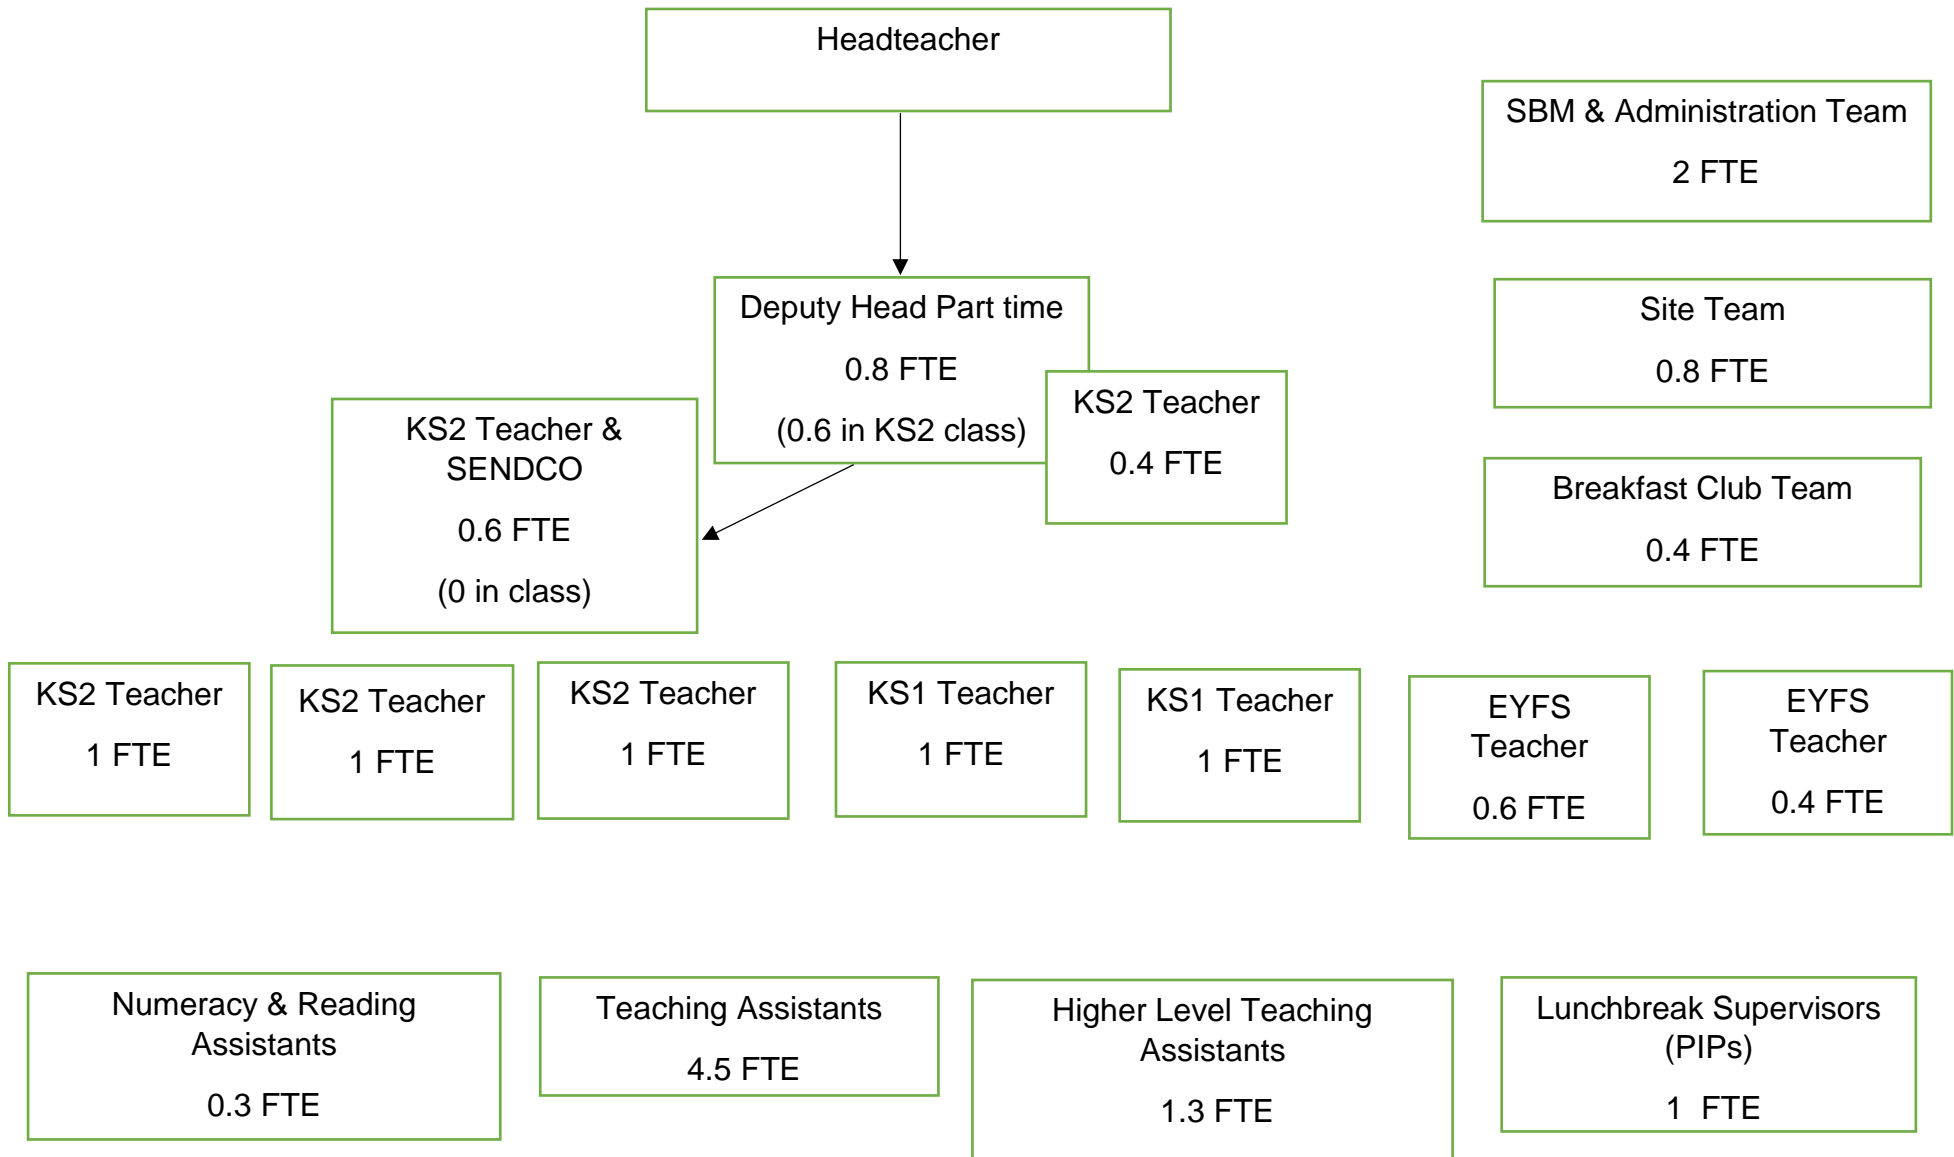 Headteacher
SBM & Administration Team
2 FTE
Deputy Head Part time
0.8 FTE
(0.6 in KS2 class)
KS2 Teacher
0.4 FTE
Site Team
0.8 FTE
KS2 Teacher &
SENDCO
0.6 FTE
(0 in class)
Breakfast Club Team
0.4 FTE
KS2 Teacher
1 FTE
KS2 Teacher
1 FTE
KS2 Teacher
1 FTE
KS1 Teacher
1 FTE
KS1 Teacher
1 FTE
EYFS
Teacher
0.6 FTE
EYFS
Teacher
0.4 FTE
Numeracy & Reading
Assistants
0.3 FTE
Teaching Assistants
4.5 FTE
Higher Level Teaching
Assistants
1.3 FTE
Lunchbreak Supervisors
(PIPs)
1 FTE